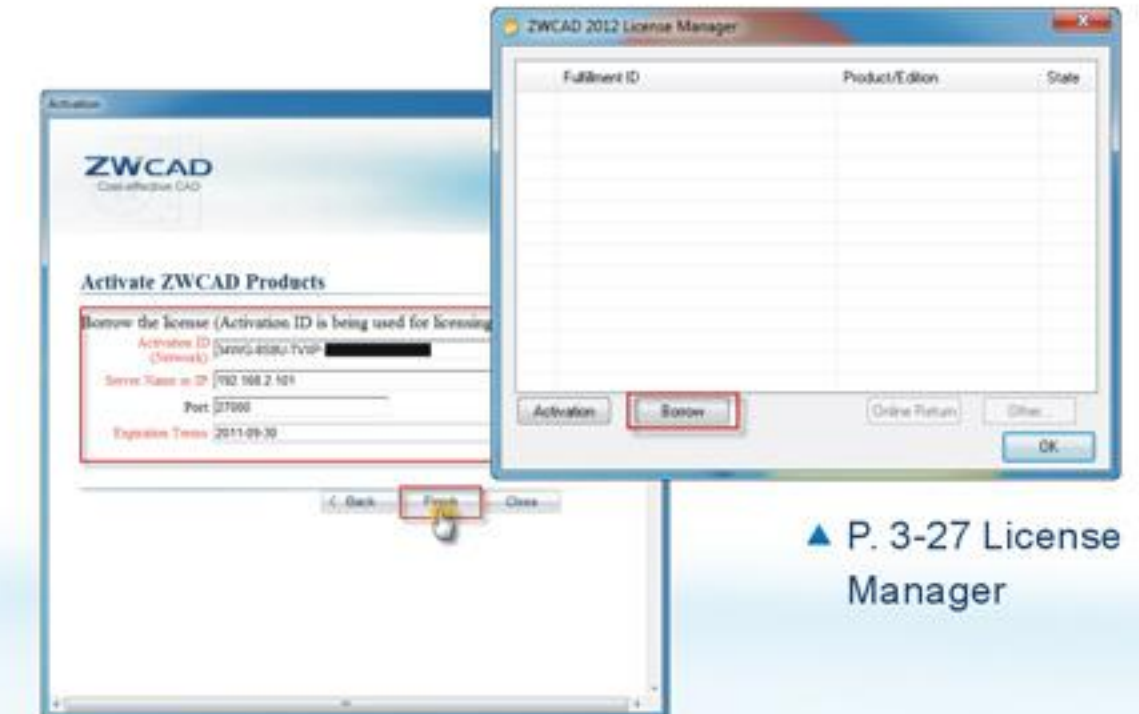 ZWCAD 2012 License Manager
Fulfillment ID Product/Edition State
Activation Borrow Online Return Other...
OK
Activation
ZWCAD
Cost-effective CAD
Activate ZWCAD Products
Borrow the license (Activation ID is being used for licensing
Activation ID
(Network)
Server Name or IP 192.168.2.101
Port 27000
Expiration Terms 2011-09-30
< Back Finish Close
▲ P. 3-27 License
Manager